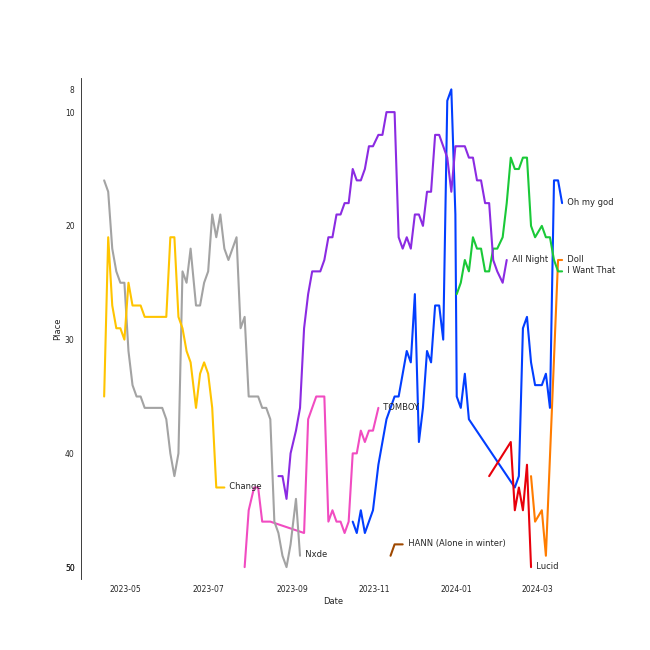 8
10
20
30
40
50
Place
Oh my god
All Night
Doll
I Want That
TOMBOY
Change
HANN (Alone in winter)
Nxde
Lucid
2023-05
2023-07
2023-09
2023-11
2024-01
2024-03
Date